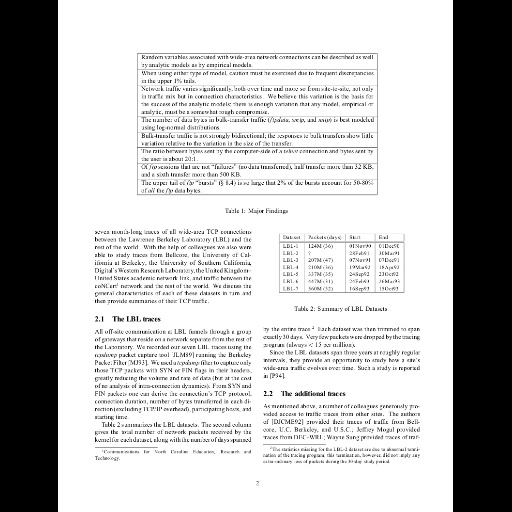 Random variables associated with wide-area network connections can be described as well
by analytic models as by empirical models.
When using either type of model, caution must be exercised due to frequent discrepancies
in the upper 1% tails.
Network traffic varies significantly, both over time and more so from site-to-site, not only
in traffic mix but in connection characteristics. We believe this variation is the basis for
the success of the analytic models; there is enough variation that any model, empirical or
analytic, must be a somewhat rough compromise.
The number of data bytes in bulk-transfer traffic (ftpdata, smtp, and nntp) is best modeled
using log-normal distributions.
Bulk-transfer traffic is not strongly bidirectional; the responses to bulk transfers show little
variation relative to the variation in the size of the transfer.
The ratio between bytes sent by the computer-side of a telnet connection and bytes sent by
the user is about 20:1.
Of ftp sessions that are not "failures" (no data transferred), half transfer more than 32 KB,
and a sixth transfer more than 500 KB.
The upper tail of ftp "bursts" (§ 8.4) is so large that 2% of the bursts account for 50-80%
of all the ftp data bytes.
Table 1: Major Findings
seven month-long traces of all wide-area TCP connections
between the Lawrence Berkeley Laboratory (LBL) and the
rest of the world. With the help of colleagues we also were
able to study traces from Bellcore, the University of Cal-
ifornia at Berkeley, the University of Southern California,
Digital's Western Research Laboratory, the United Kingdom–
United States academic network link, and traffic between the
coNCert¹ network and the rest of the world. We discuss the
general characteristics of each of these datasets in turn and
then provide summaries of their TCP traffic.
2.1 The LBL traces
All off-site communication at LBL funnels through a group
of gateways that reside on a network separate from the rest of
the Laboratory. We recorded our seven LBL traces using the
tcpdump packet capture tool [JLM89] running the Berkeley
Packet Filter [MJ93]. We used a tcpdump filter to capture only
those TCP packets with SYN or FIN flags in their headers,
greatly reducing the volume and rate of data (but at the cost
of no analysis of intra-connection dynamics). From SYN and
FIN packets one can derive the connection's TCP protocol,
connection duration, number of bytes transferred in each di-
rection (excluding TCP/IP overhead), participating hosts, and
starting time.
Table 2 summarizes the LBL datasets. The second column
gives the total number of network packets received by the
kernel for each dataset, along with the number of days spanned
¹Communications for North Carolina Education, Research and
Technology.
Dataset Packets (days) Start End
LBL-1 124M (36) 01Nov90 01Dec90
LBL-2 ? 28Feb91 30Mar91
LBL-3 207M (47) 07Nov91 07Dec91
LBL-4 210M (36) 19Mar92 18Apr92
LBL-5 337M (35) 24Sep92 23Oct92
LBL-6 447M (31) 24Feb93 26Mar93
LBL-7 560M (32) 16Sep93 15Oct93
Table 2: Summary of LBL Datasets
by the entire trace.² Each dataset was then trimmed to span
exactly 30 days. Very few packets were dropped by the tracing
program (always < 15 per million).
Since the LBL datasets span three years at roughly regular
intervals, they provide an opportunity to study how a site's
wide-area traffic evolves over time. Such a study is reported
in [P94].
2.2 The additional traces
As mentioned above, a number of colleagues generously pro-
vided access to traffic traces from other sites. The authors
of [DJCME92] provided their traces of traffic from Bell-
core, U.C. Berkeley, and U.S.C.; Jeffrey Mogul provided
traces from DEC-WRL; Wayne Sung provided traces of traf-
²The statistics missing for the LBL-2 dataset are due to abnormal termi-
nation of the tracing program; this termination, however, did not imply any
extra-ordinary loss of packets during the 30-day study period.
2